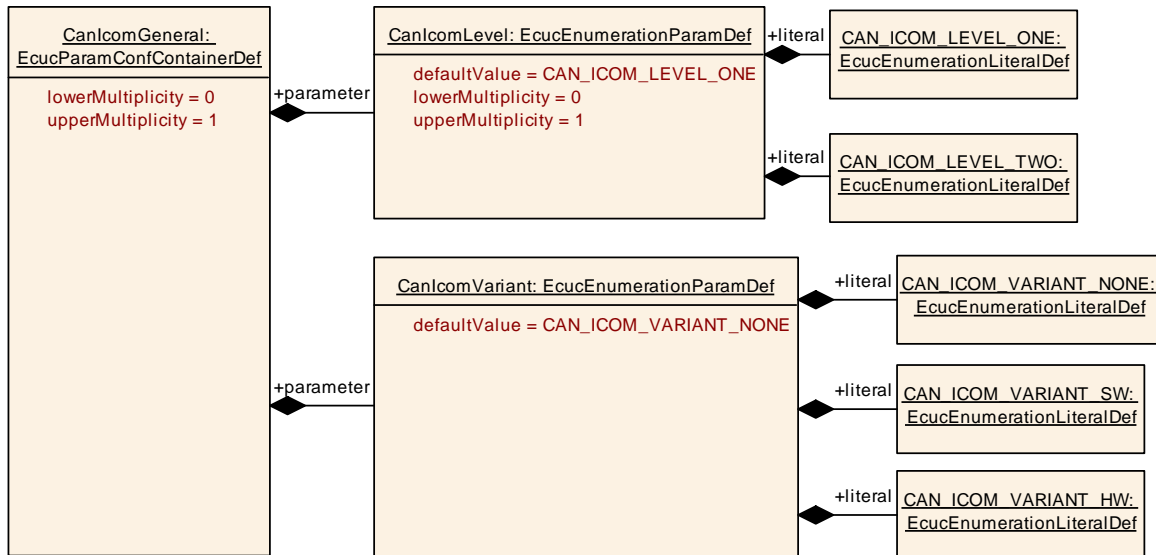 CanIcomGeneral:
EcucParamConfContainerDef
lowerMultiplicity = 0
upperMultiplicity = 1
+parameter
CanIcomLevel: EcucEnumerationParamDef
defaultValue = CAN_ICOM_LEVEL_ONE
lowerMultiplicity = 0
upperMultiplicity = 1
+literal
CAN_ICOM_LEVEL_ONE:
EcucEnumerationLiteralDef
+literal
CAN_ICOM_LEVEL_TWO:
EcucEnumerationLiteralDef
+parameter
CanIcomVariant: EcucEnumerationParamDef
defaultValue = CAN_ICOM_VARIANT_NONE
+literal
CAN_ICOM_VARIANT_NONE:
EcucEnumerationLiteralDef
+literal
CAN_ICOM_VARIANT_SW:
EcucEnumerationLiteralDef
+literal
CAN_ICOM_VARIANT_HW:
EcucEnumerationLiteralDef